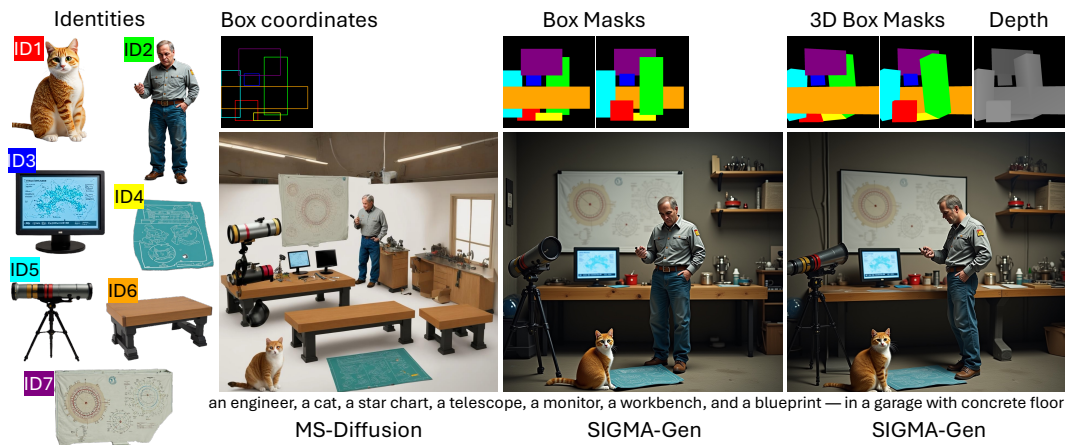 Identities
Box coordinates
Box Masks
3D Box Masks
Depth
ID1
ID2
ID3
ID4
ID5
ID6
ID7
an engineer, a cat, a star chart, a telescope, a monitor, a workbench, and a blueprint — in a garage with concrete floor
MS-Diffusion
SIGMA-Gen
SIGMA-Gen